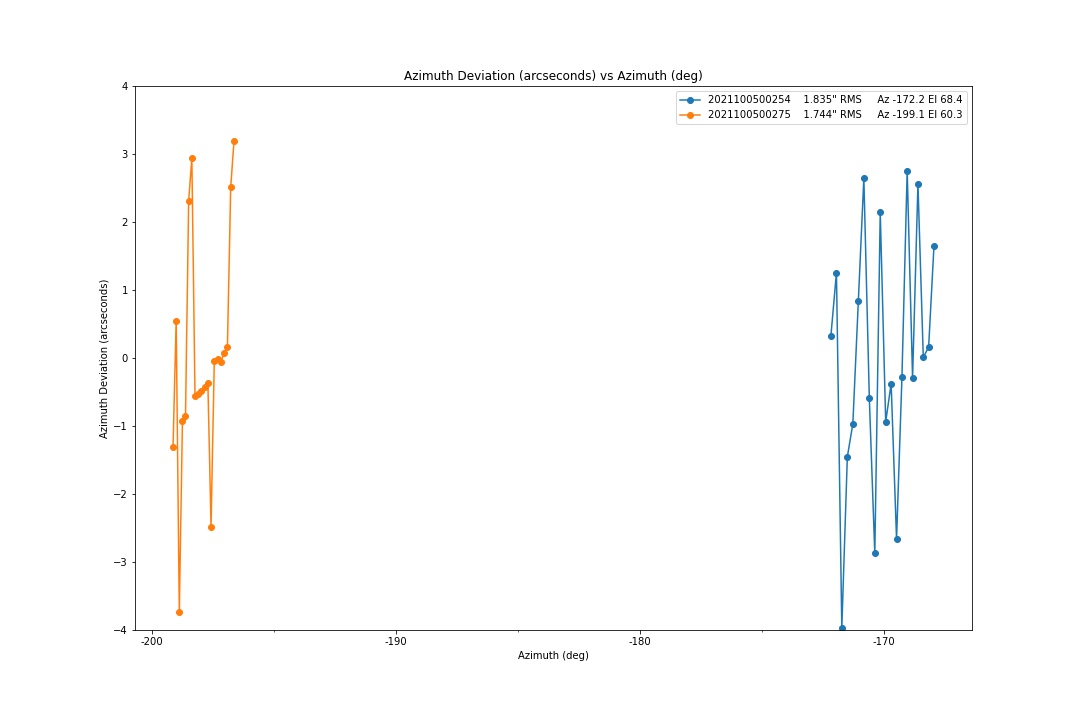 Azimuth Deviation (arcseconds) vs Azimuth (deg)
2021100500254 1.835" RMS Az -172.2 El 68.4
2021100500275 1.744" RMS Az -199.1 El 60.3
Azimuth Deviation (arcseconds)
4
3
2
1
0
−1
−2
−3
−4
-200 -190 -180 -170
Azimuth (deg)